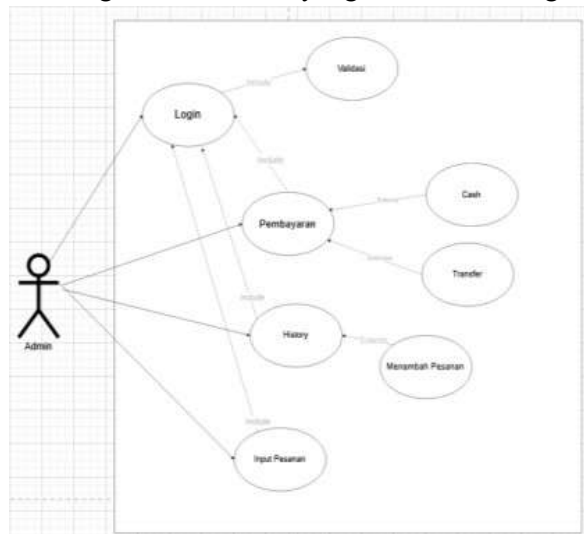 Validasi
Include
Login
Include
Cash
Pembayaran
Transfer
Include
History
Menambah Pesanan
Admin
Include
Input Pesanan